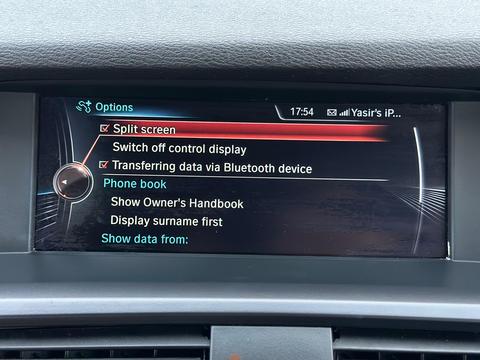 Options
17:54
Yasir's iP...
Split screen
Switch off control display
Transferring data via Bluetooth device
Phone book
Show Owner's Handbook
Display surname first
Show data from: